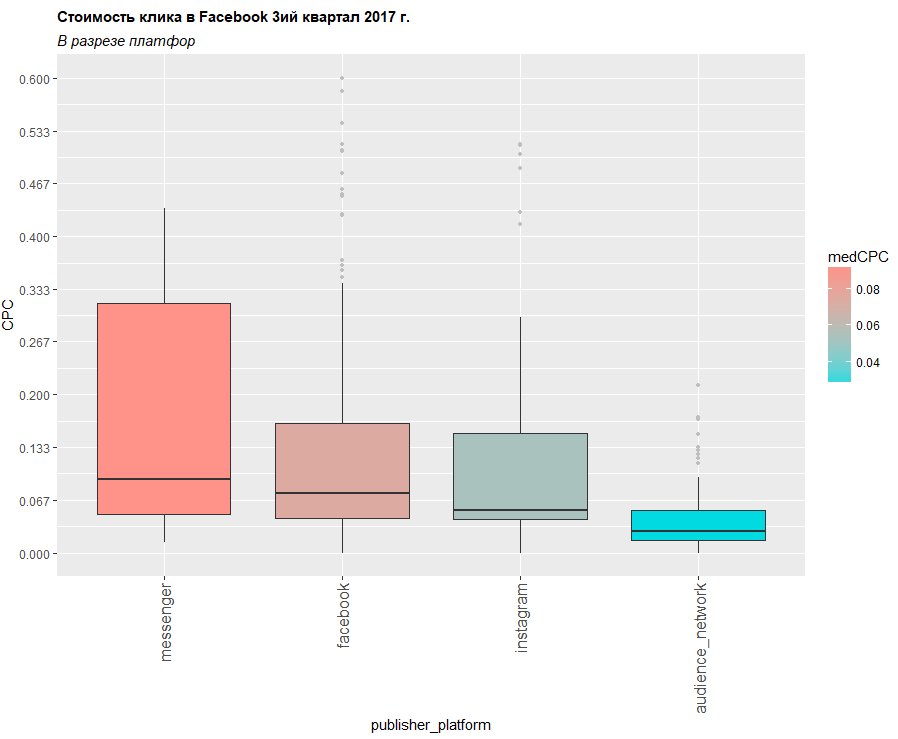 Стоимость клика в Facebook 3ий квартал 2017 г.
В разрезе платфор
0.600
0.533
0.467
0.400
0.333
0.267
0.200
0.133
0.067
0.000
CPC
messenger
facebook
instagram
audience_network
publisher_platform
medCPC
0.08
0.06
0.04